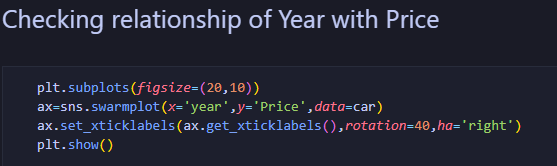 Checking relationship of Year with Price
plt.subplots(figsize=(20,10))
ax=sns.swarmplot(x='year',y='Price',data=car)
ax.set_xticklabels(ax.get_xticklabels(),rotation=40,ha='right')
plt.show()